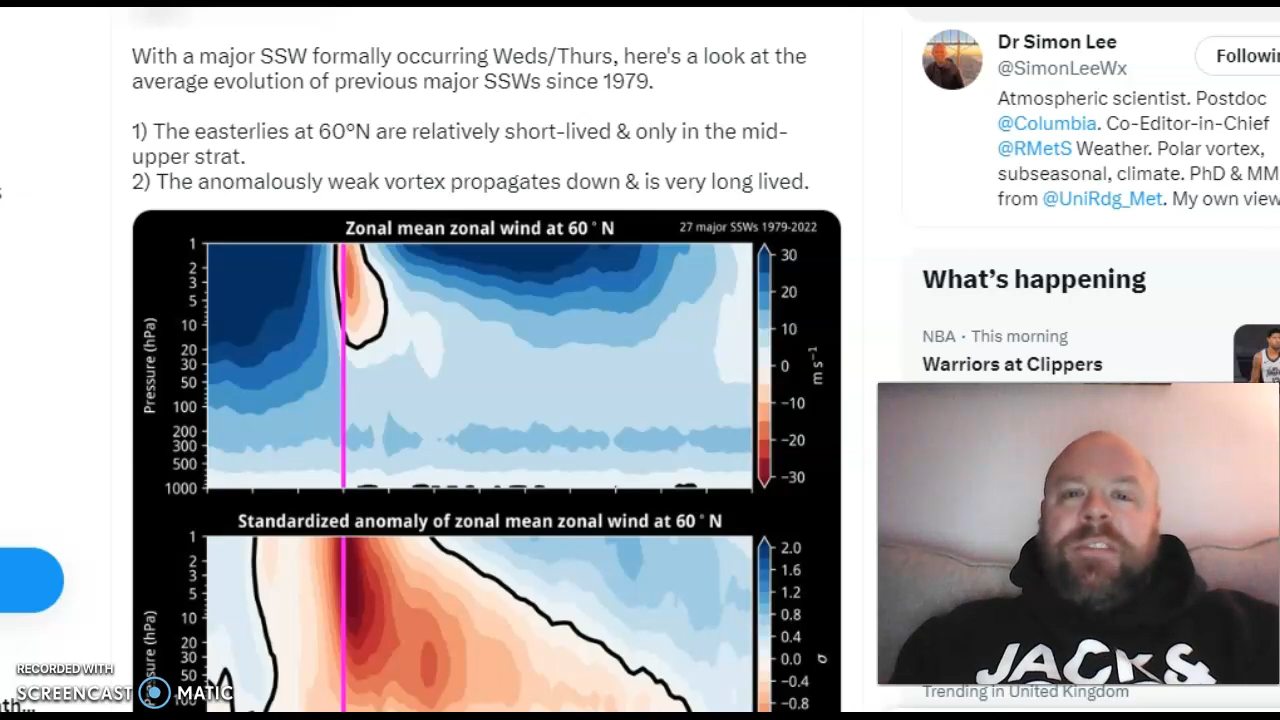 With a major SSW formally occurring Weds/Thurs, here's a look at the
average evolution of previous major SSWs since 1979.
1) The easterlies at 60°N are relatively short-lived & only in the mid-
upper strat.
2) The anomalously weak vortex propagates down & is very long lived.
Zonal mean zonal wind at 60°N
27 major SSWs 1979-2022
Pressure (hPa)
1
2
3
5
10
20
30
50
100
200
300
500
1000
30
20
10
0
−10
−20
−30
m s⁻¹
Standardized anomaly of zonal mean zonal wind at 60°N
1
2
3
5
10
20
30
50
100
(hPa)
2.0
1.6
1.2
0.8
0.4
0.0
−0.4
−0.8
σ
Dr Simon Lee
@SimonLeeWx
Followin
Atmospheric scientist. Postdoc
@Columbia. Co-Editor-in-Chief
@RMetS Weather. Polar vortex,
subseasonal, climate. PhD & MM
from @UniRdg_Met. My own view
What's happening
NBA · This morning
Warriors at Clippers
JACK &
Trending in United Kingdom
RECORDED WITH
SCREENCAST MATIC